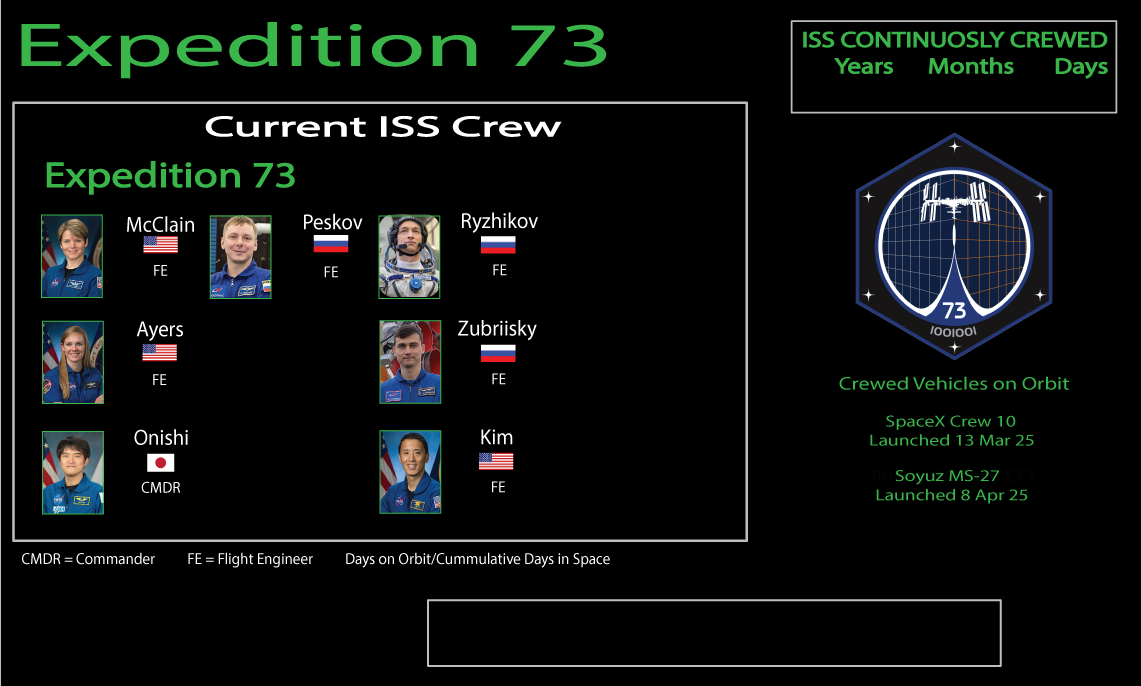 Expedition 73
ISS CONTINUOSLY CREWED
Years Months Days
Current ISS Crew
Expedition 73
McClain
FE
Peskov
FE
Ryzhikov
FE
Ayers
FE
Zubriisky
FE
Onishi
CMDR
Kim
FE
CMDR = Commander FE = Flight Engineer Days on Orbit/Cummulative Days in Space
73
IOOIOOI
Crewed Vehicles on Orbit
SpaceX Crew 10
Launched 13 Mar 25
Soyuz MS-27
Launched 8 Apr 25